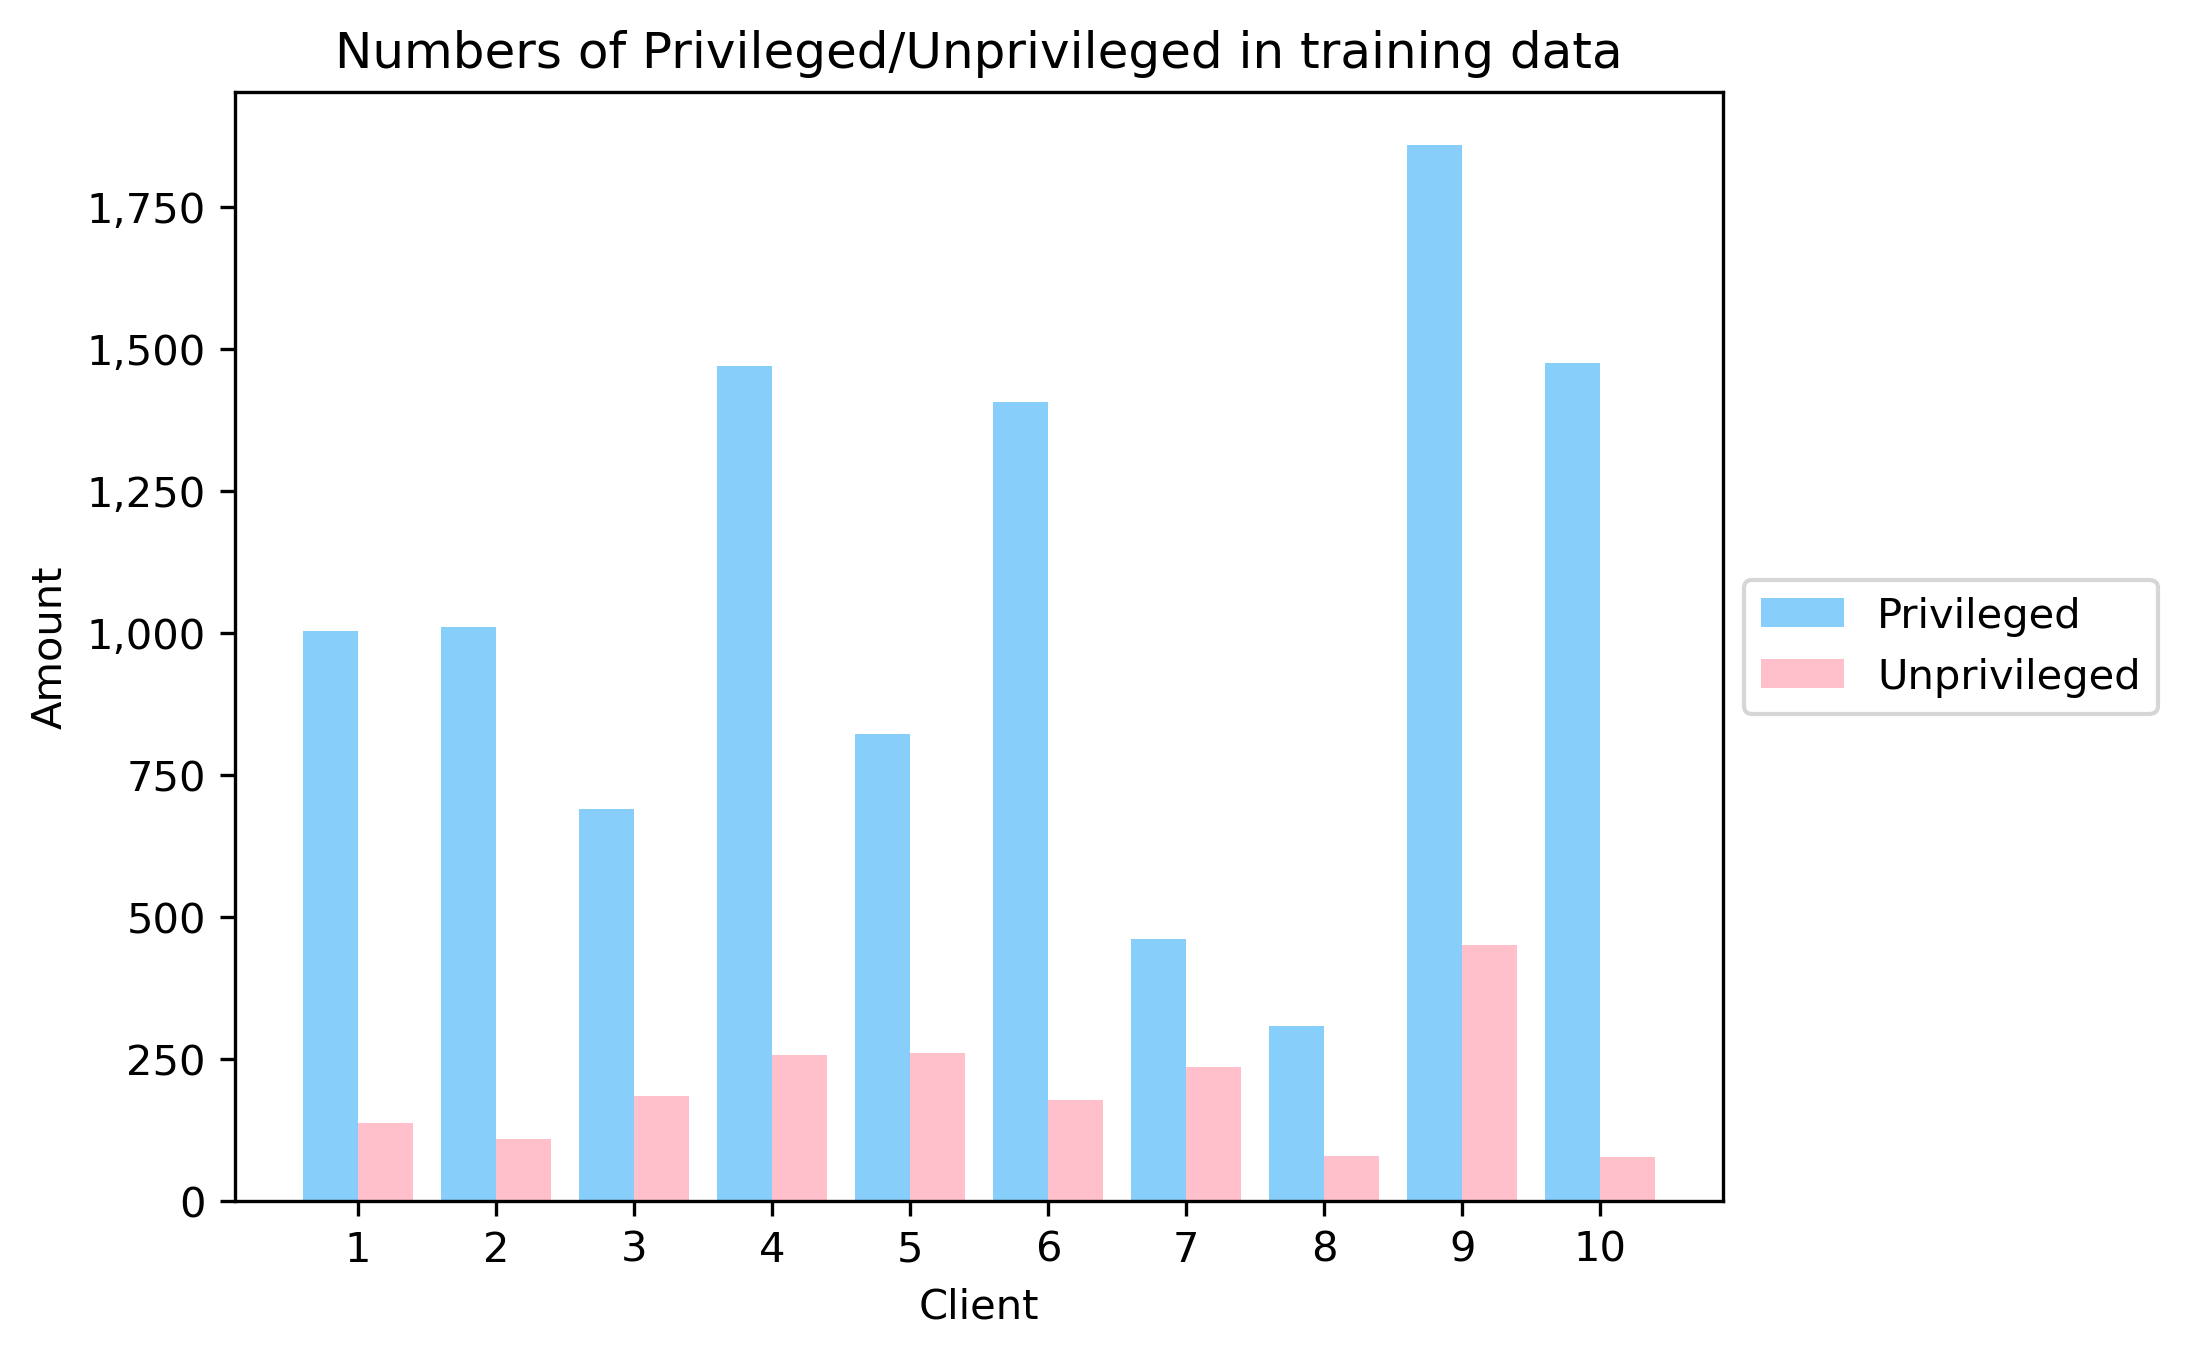 Numbers of Privileged/Unprivileged in training data
1,750
1,500
1,250
1,000
750
500
250
0
Amount
1 2 3 4 5 6 7 8 9 10
Client
Privileged
Unprivileged